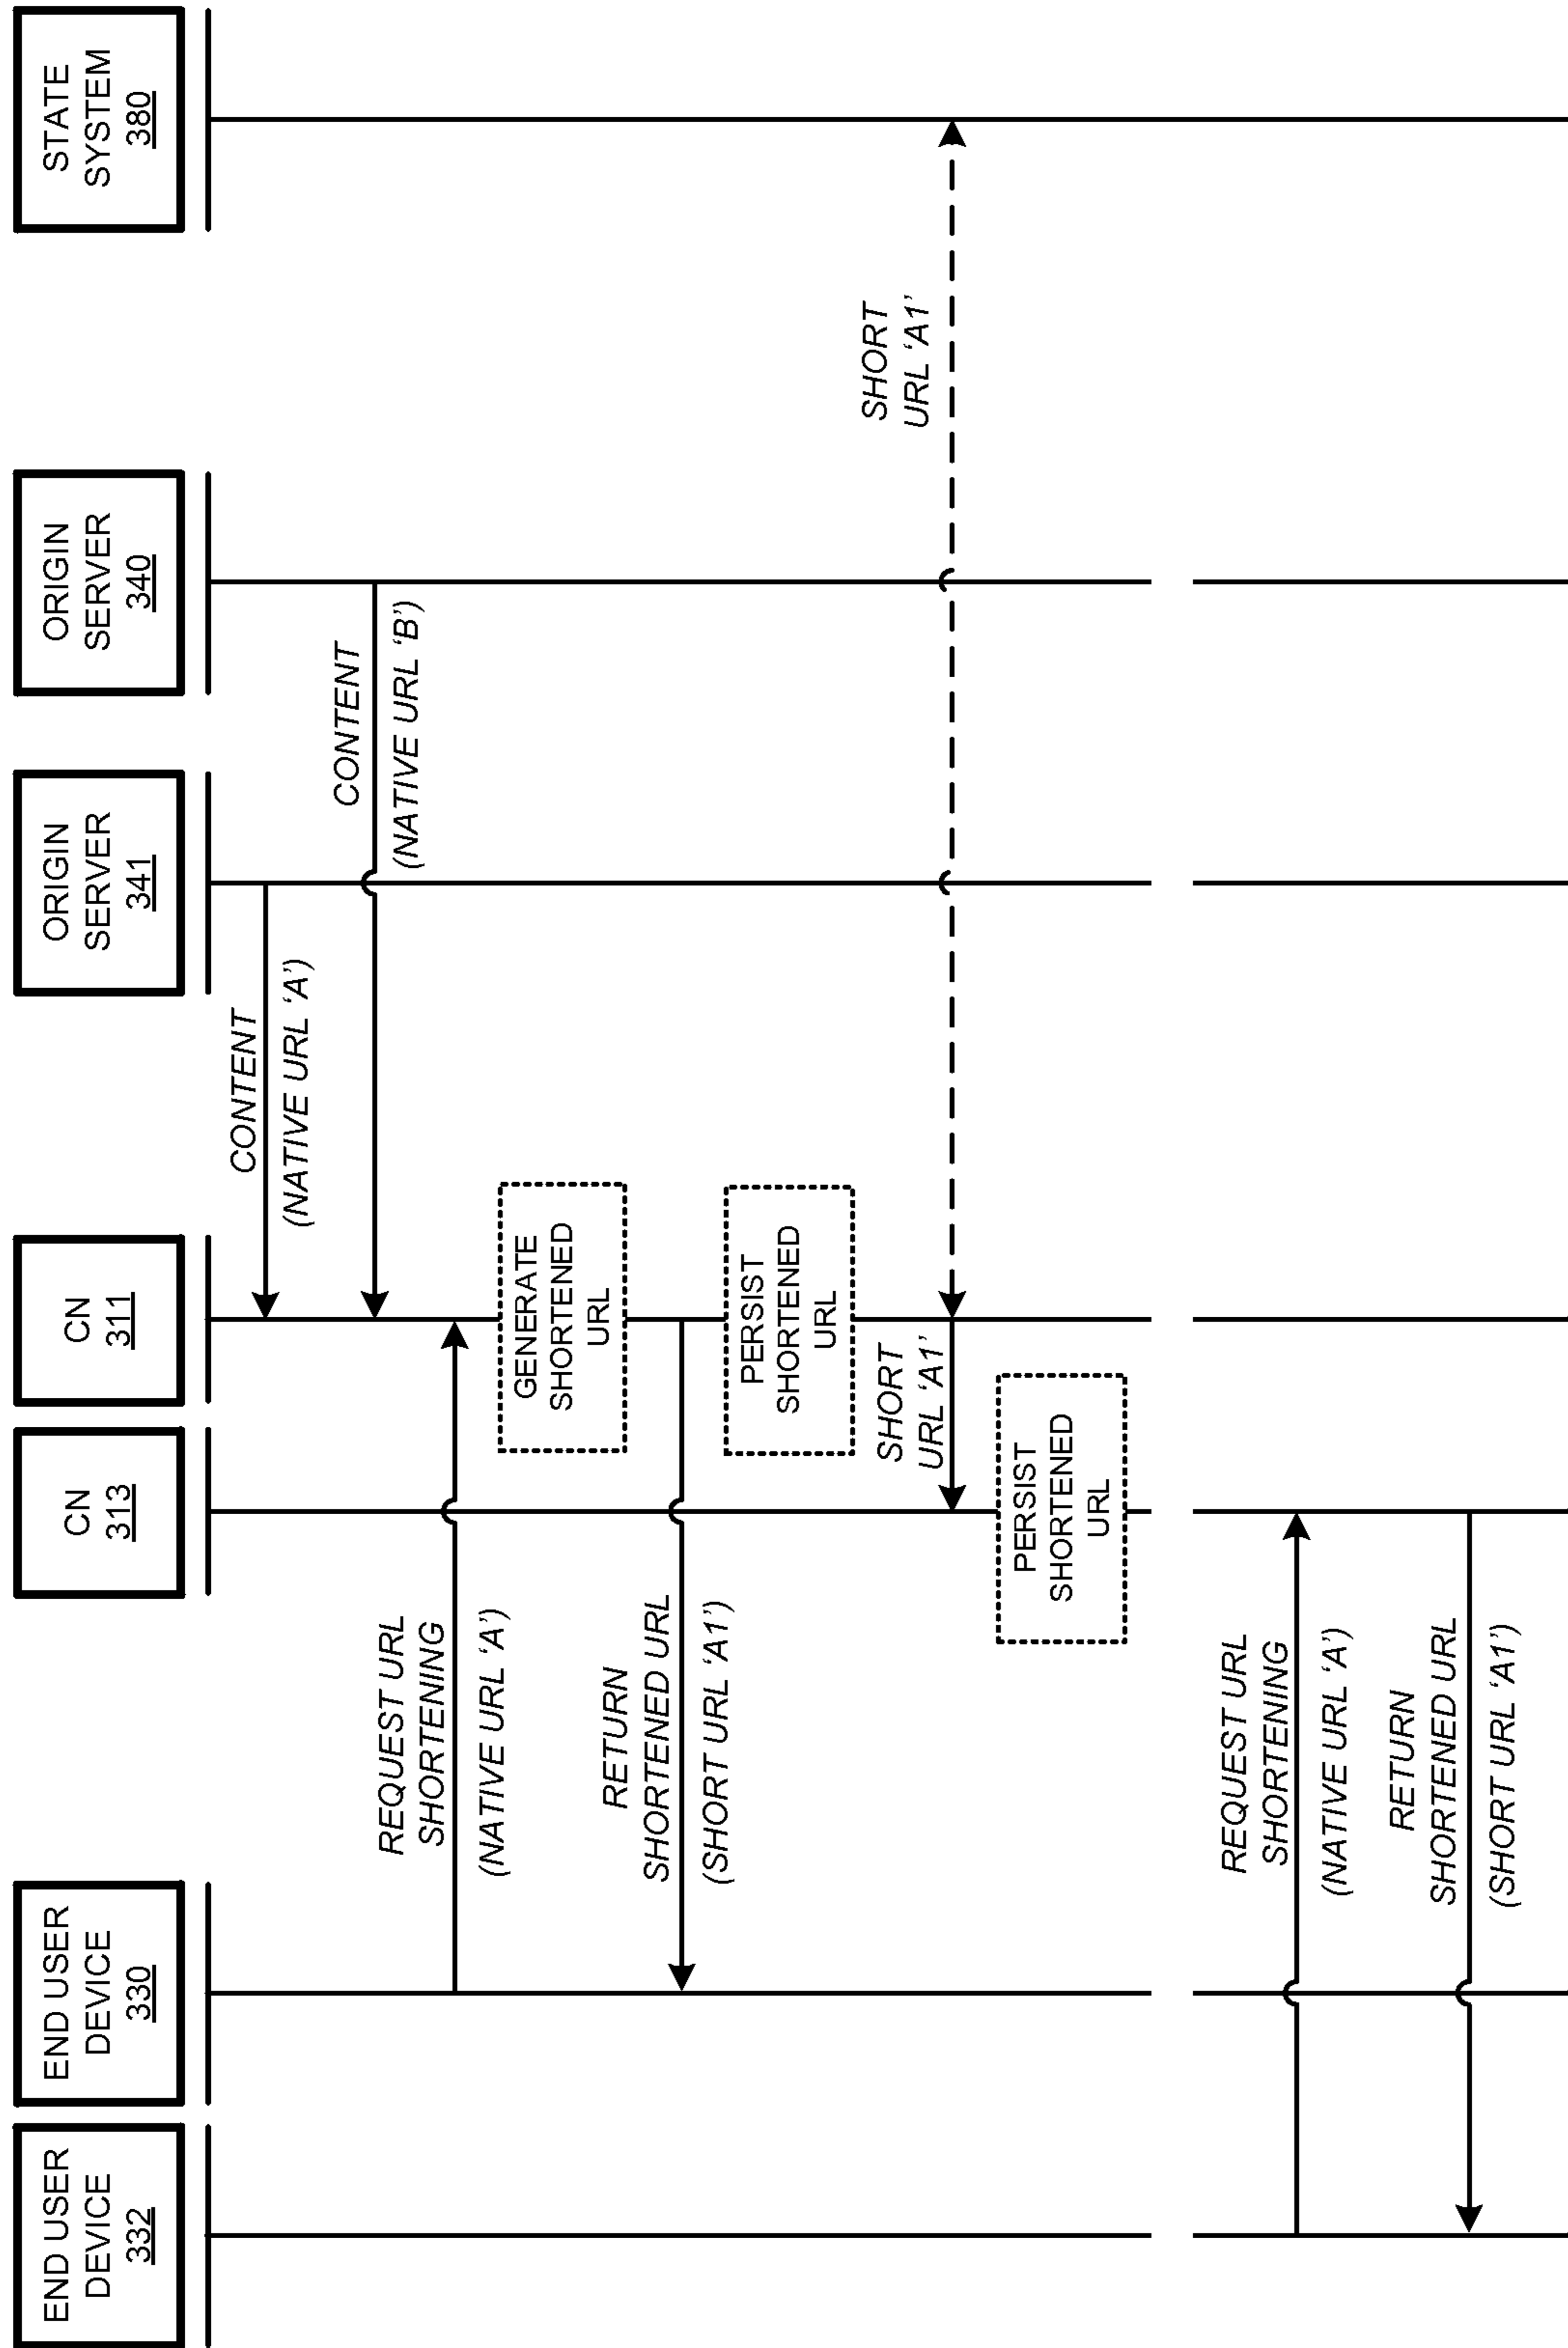 END USER
DEVICE
332
END USER
DEVICE
330
CN
313
CN
311
ORIGIN
SERVER
341
ORIGIN
SERVER
340
STATE
SYSTEM
380
CONTENT
(NATIVE URL ‘A’)
CONTENT
(NATIVE URL ‘B’)
REQUEST URL
SHORTENING
(NATIVE URL ‘A’)
GENERATE
SHORTENED
URL
RETURN
SHORTENED URL
(SHORT URL ‘A1’)
PERSIST
SHORTENED
URL
SHORT
URL ‘A1’
SHORT
URL ‘A1’
PERSIST
SHORTENED
URL
REQUEST URL
SHORTENING
(NATIVE URL ‘A’)
RETURN
SHORTENED URL
(SHORT URL ‘A1’)